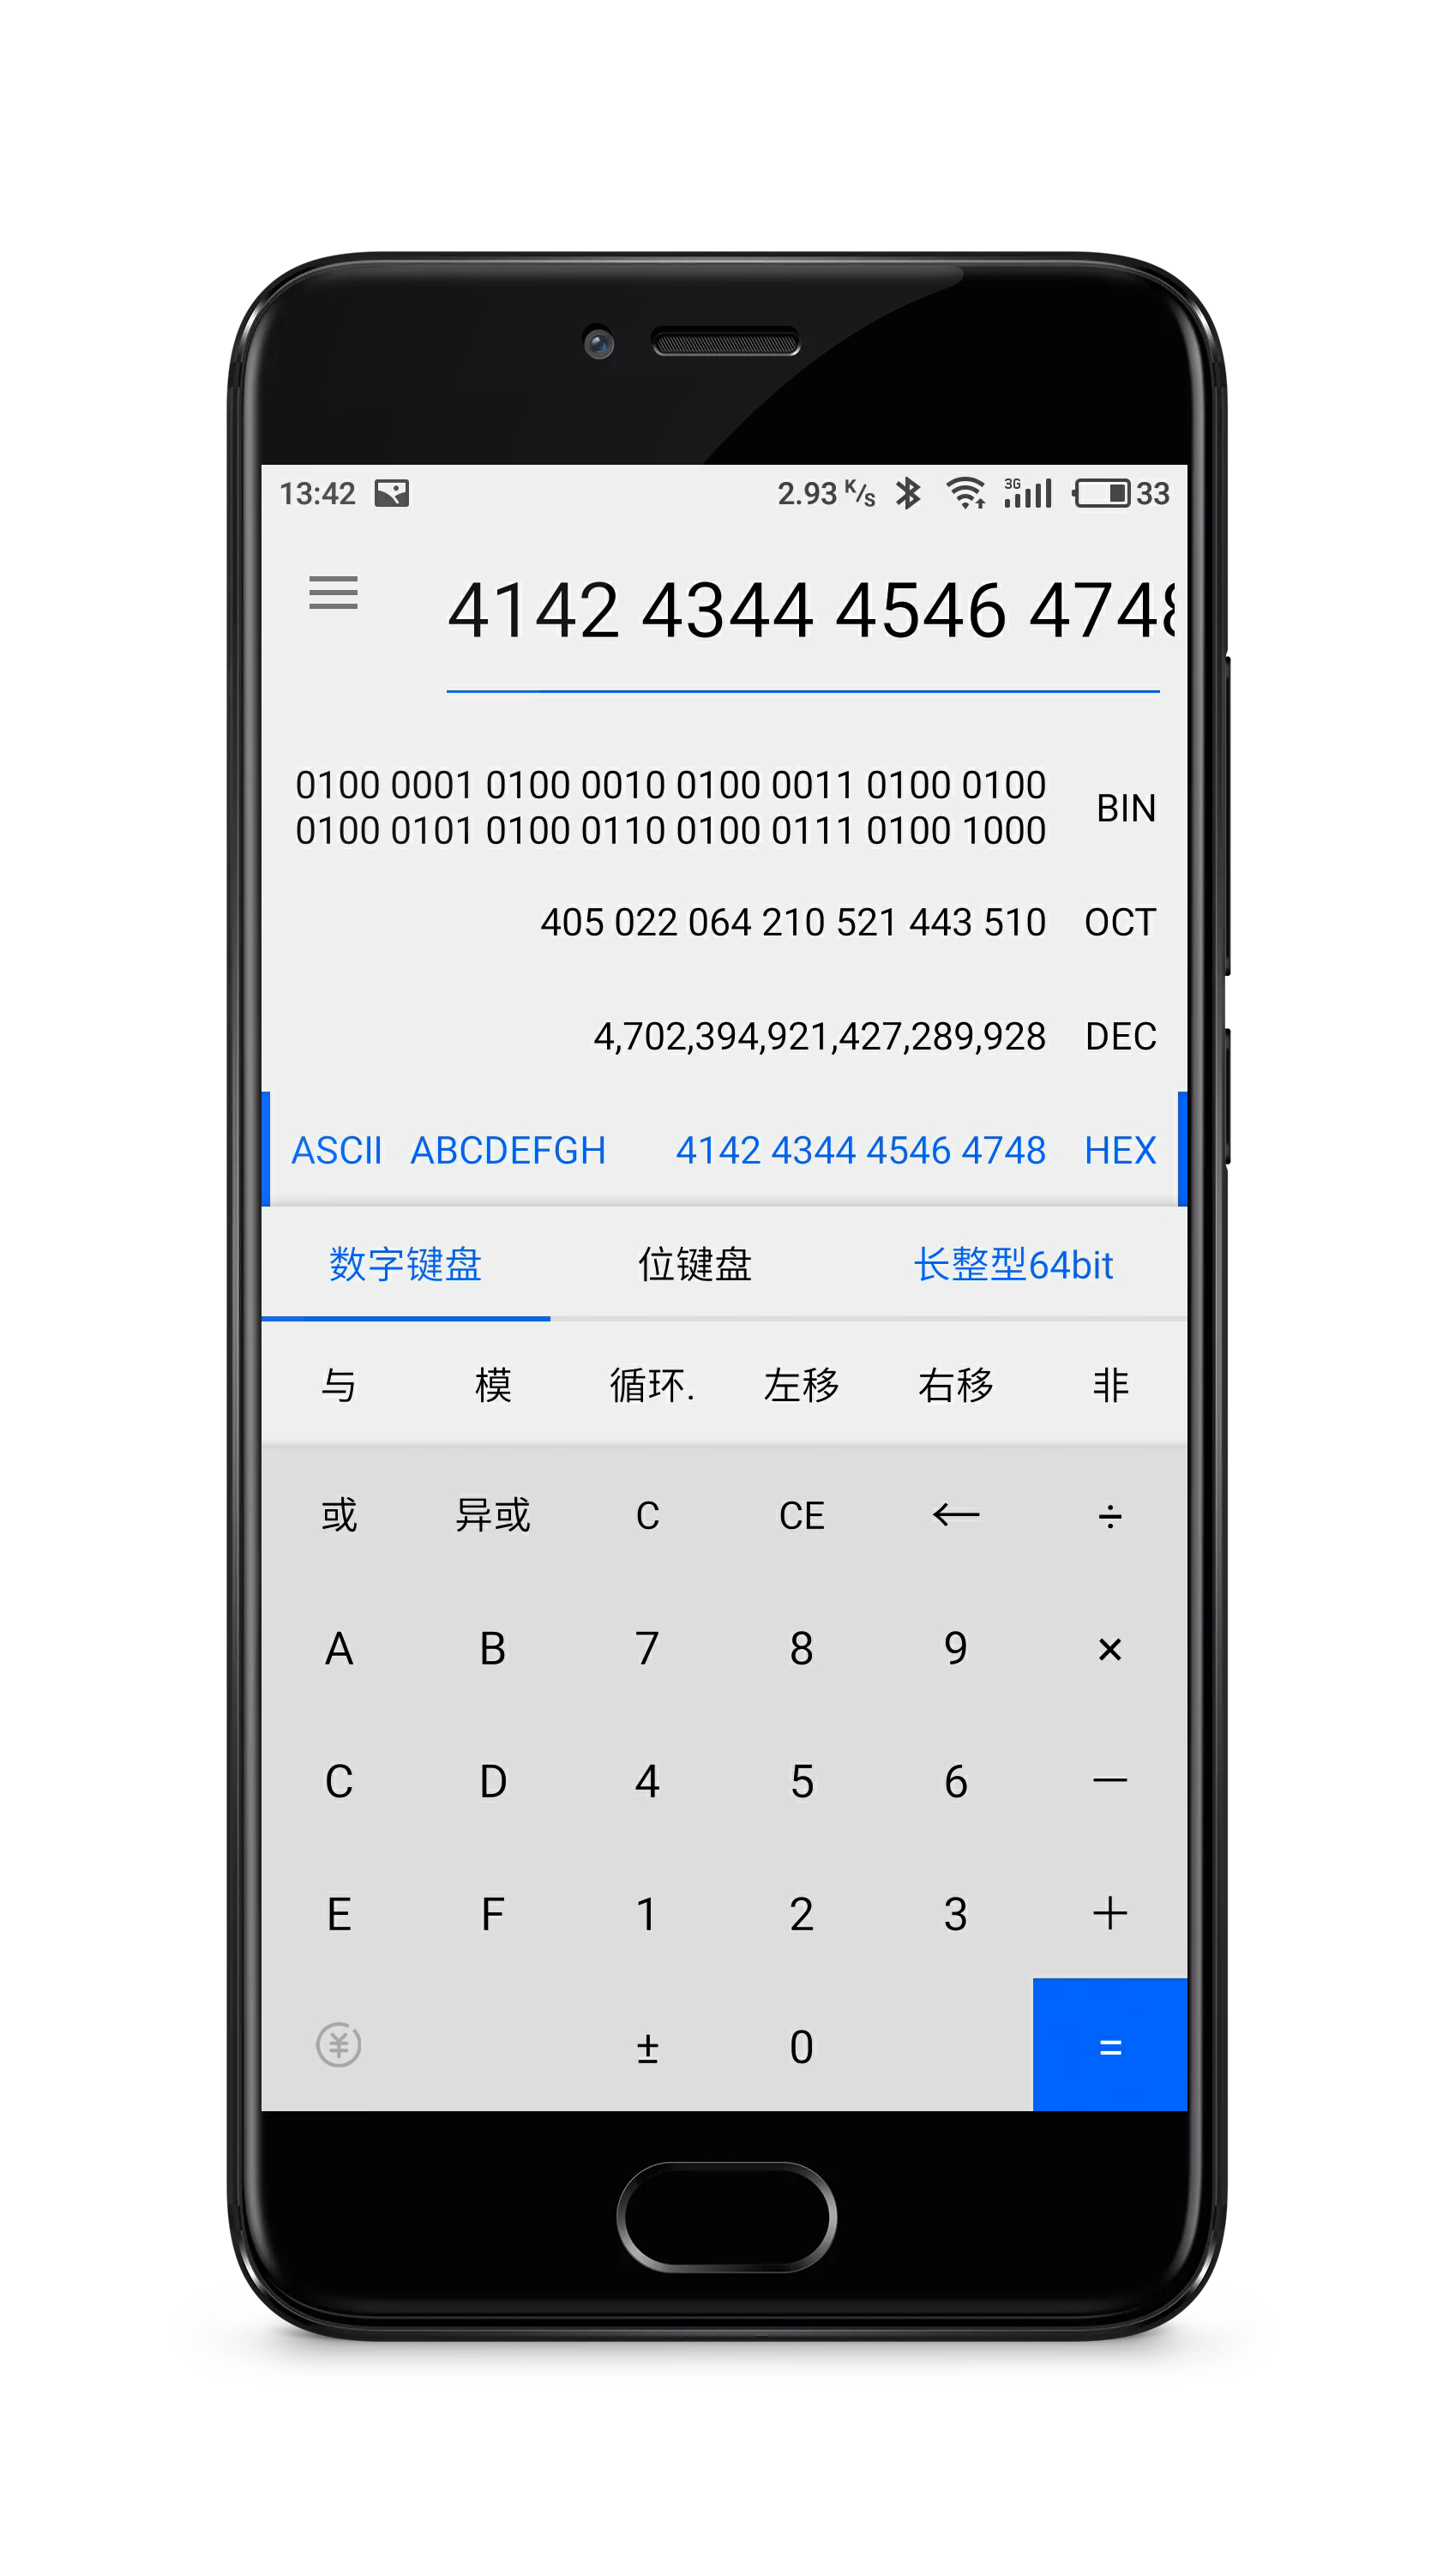 13:42 2.93 K/S 3G 33
4142 4344 4546 4748
0100 0001 0100 0010 0100 0011 0100 0100
0100 0101 0100 0110 0100 0111 0100 1000
BIN
405 022 064 210 521 443 510 OCT
4,702,394,921,427,289,928 DEC
ASCII ABCDEFGH 4142 4344 4546 4748 HEX
数字键盘 位键盘 长整型64bit
与 模 循环. 左移 右移 非
或 异或 C CE ← ÷
A B 7 8 9 ×
C D 4 5 6 −
E F 1 2 3 +
¥ ± 0 =